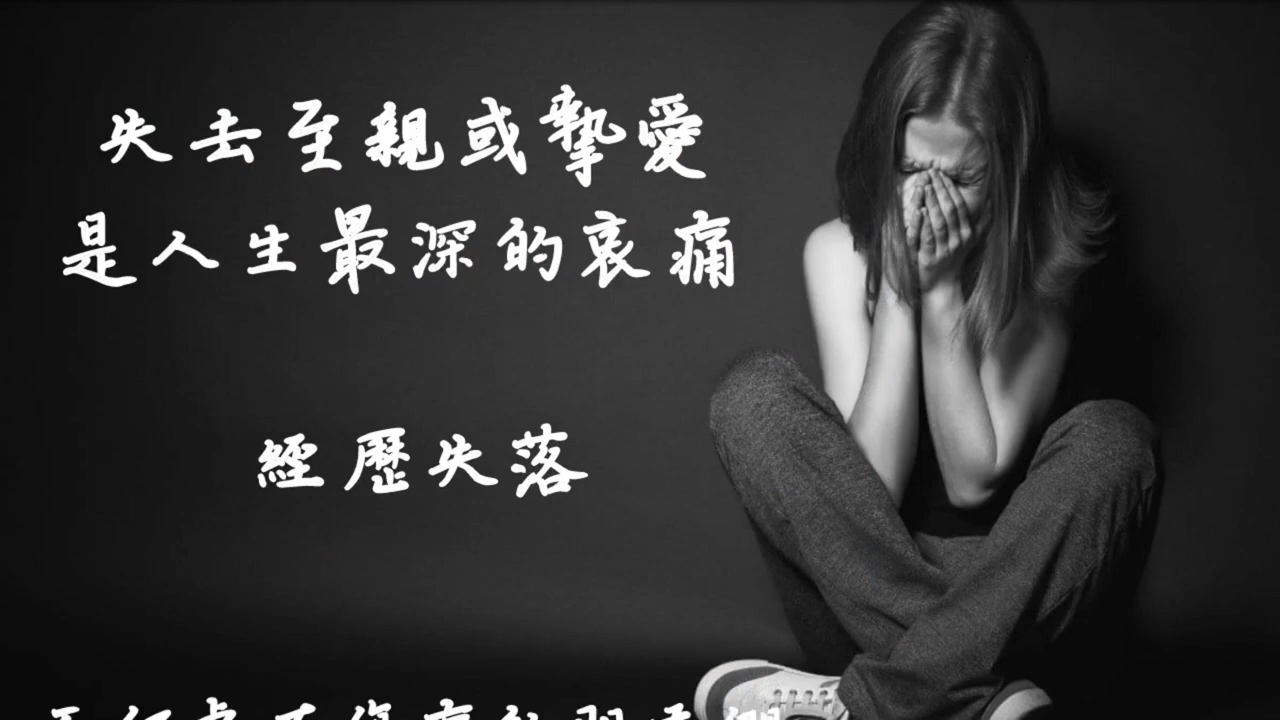 失去至親或摯愛
是人生最深的哀痛
經歷失落